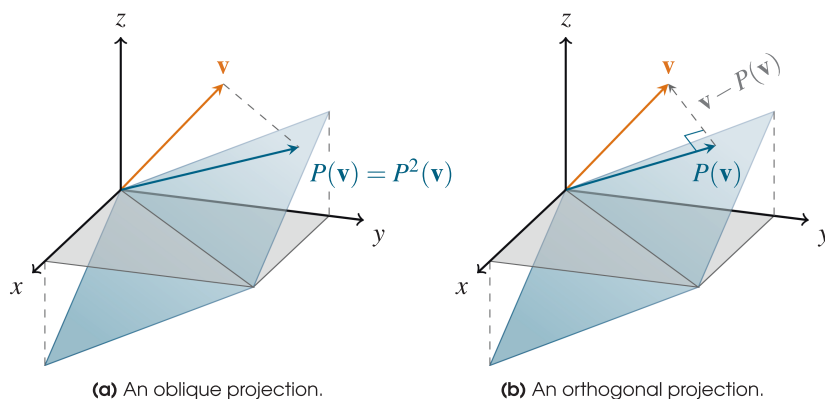 z
v
P(v) = P²(v)
y
x
(a) An oblique projection.
z
v
v − P(v)
P(v)
y
x
(b) An orthogonal projection.